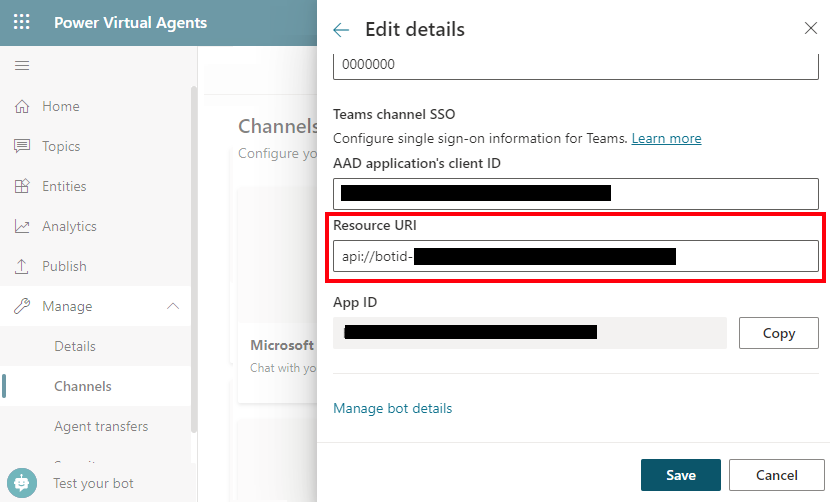 Power Virtual Agents
Home
Topics
Entities
Analytics
Publish
Manage
Details
Channels
Agent transfers
Test your bot
Channels
Configure yo
Microsoft
Chat with yo
Edit details
0000000
Teams channel SSO
Configure single sign-on information for Teams. Learn more
AAD application's client ID
Resource URI
api://botid-
App ID
Copy
Manage bot details
Save
Cancel